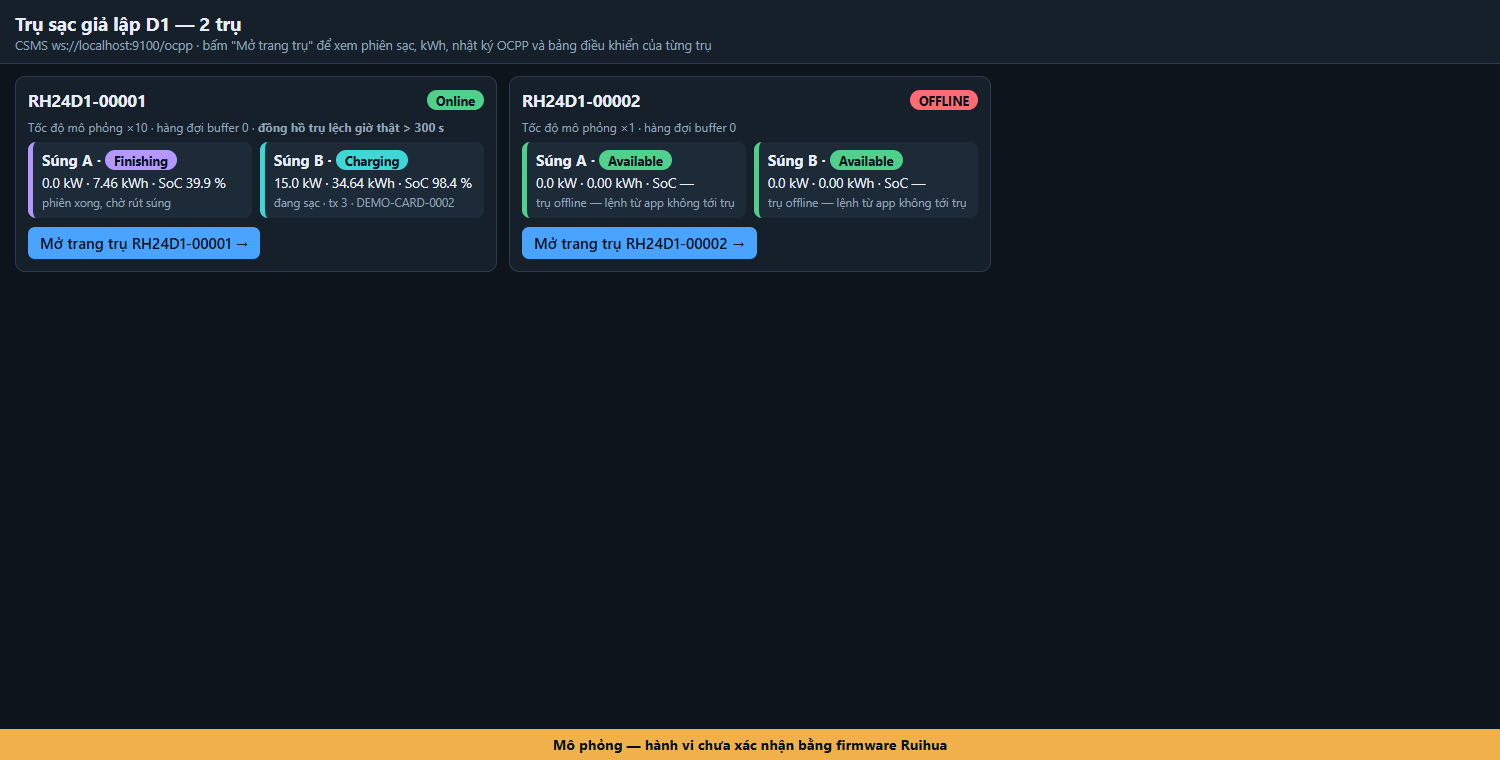 Trụ sạc giả lập D1 — 2 trụ
CSMS ws://localhost:9100/ocpp · bấm "Mở trang trụ" để xem phiên sạc, kWh, nhật ký OCPP và bảng điều khiển của từng trụ
RH24D1-00001
Online
Tốc độ mô phỏng ×10 · hàng đợi buffer 0 · đồng hồ trụ lệch giờ thật > 300 s
Súng A · Finishing
0.0 kW · 7.46 kWh · SoC 39.9 %
phiên xong, chờ rút súng
Súng B · Charging
15.0 kW · 34.64 kWh · SoC 98.4 %
đang sạc · tx 3 · DEMO-CARD-0002
Mở trang trụ RH24D1-00001 →
RH24D1-00002
OFFLINE
Tốc độ mô phỏng ×1 · hàng đợi buffer 0
Súng A · Available
0.0 kW · 0.00 kWh · SoC —
trụ offline — lệnh từ app không tới trụ
Súng B · Available
0.0 kW · 0.00 kWh · SoC —
trụ offline — lệnh từ app không tới trụ
Mở trang trụ RH24D1-00002 →
Mô phỏng — hành vi chưa xác nhận bằng firmware Ruihua